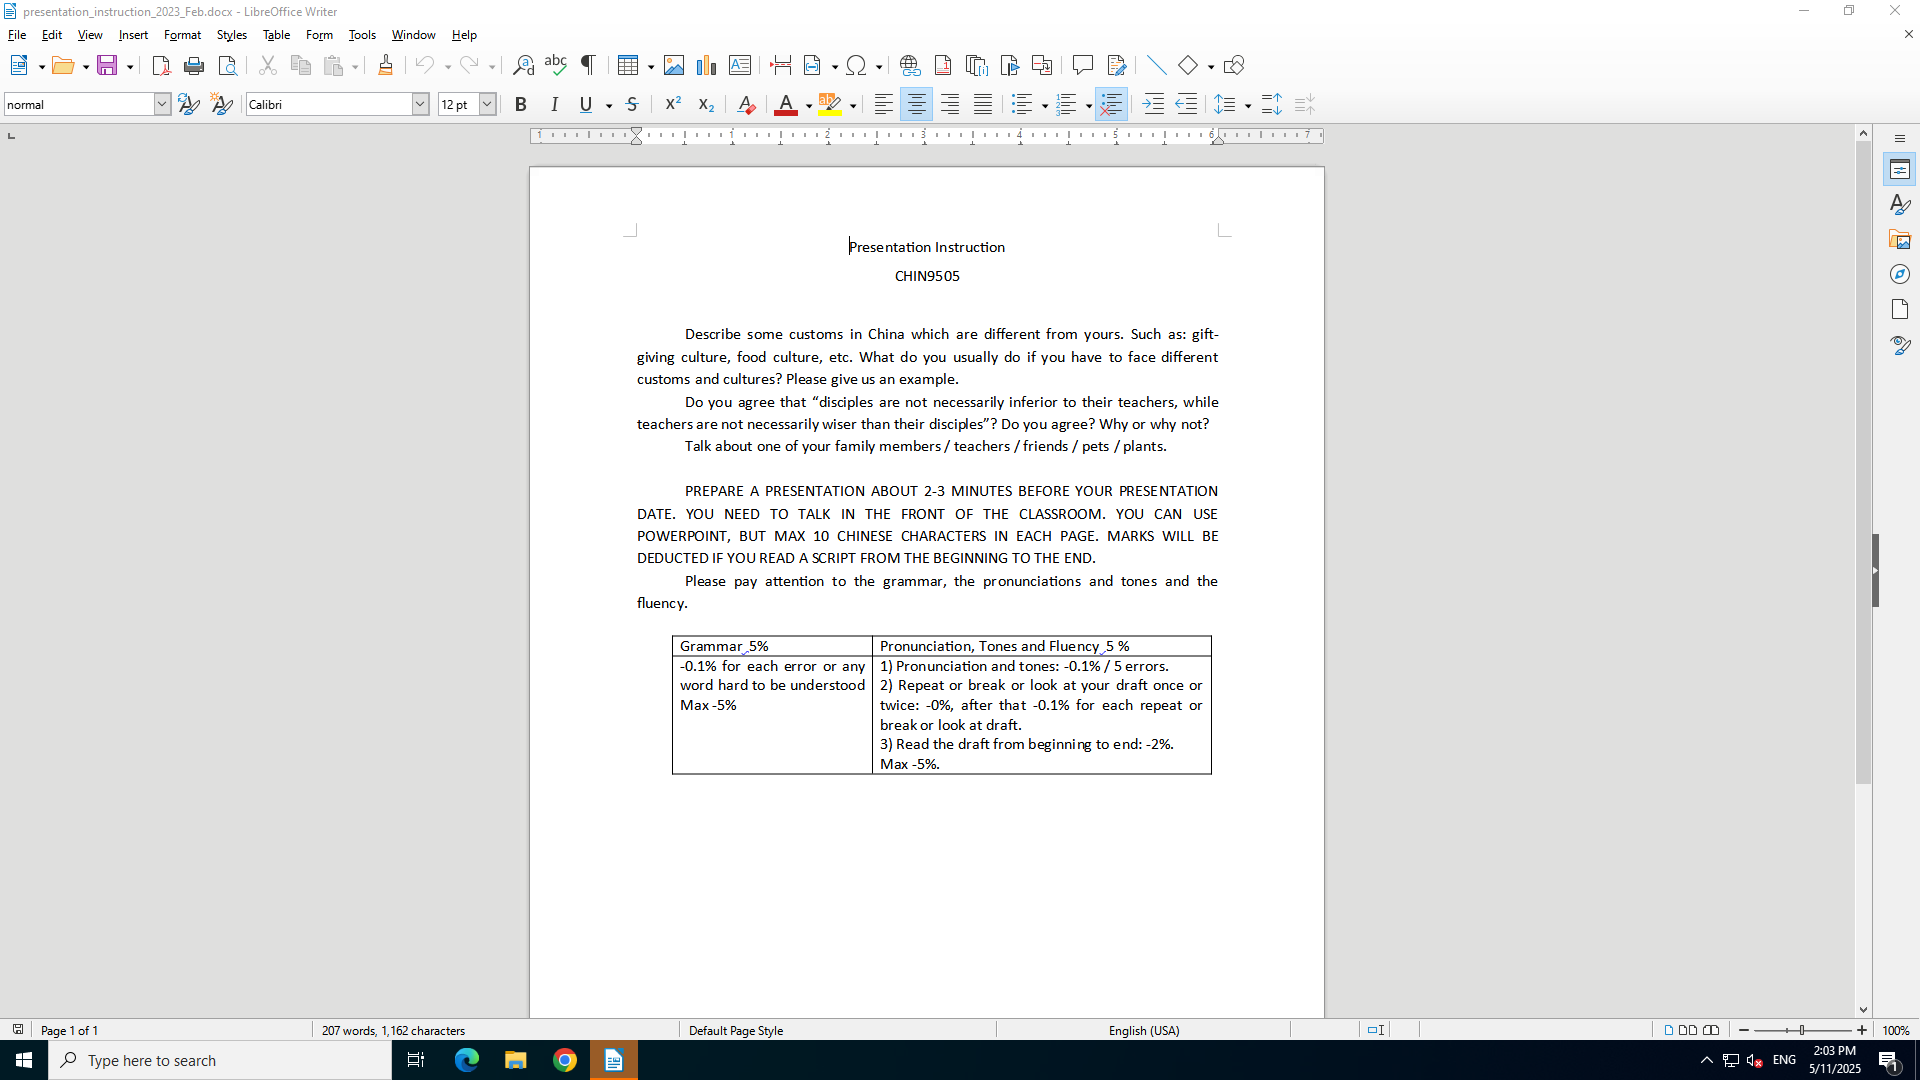 presentation_instruction_2023_Feb.docx - LibreOffice Writer
File Edit View Insert Format Styles Table Form Tools Window Help
normal Calibri 12 pt
Presentation Instruction
CHIN9505
Describe some customs in China which are different from yours. Such as: gift-
giving culture, food culture, etc. What do you usually do if you have to face different
customs and cultures? Please give us an example.
Do you agree that “disciples are not necessarily inferior to their teachers, while
teachers are not necessarily wiser than their disciples”? Do you agree? Why or why not?
Talk about one of your family members / teachers / friends / pets / plants.
PREPARE A PRESENTATION ABOUT 2-3 MINUTES BEFORE YOUR PRESENTATION
DATE. YOU NEED TO TALK IN THE FRONT OF THE CLASSROOM. YOU CAN USE
POWERPOINT, BUT MAX 10 CHINESE CHARACTERS IN EACH PAGE. MARKS WILL BE
DEDUCTED IF YOU READ A SCRIPT FROM THE BEGINNING TO THE END.
Please pay attention to the grammar, the pronunciations and tones and the
fluency.
Grammar 5%
-0.1% for each error or any
word hard to be understood
Max -5%
Pronunciation, Tones and Fluency 5 %
1) Pronunciation and tones: -0.1% / 5 errors.
2) Repeat or break or look at your draft once or
twice: -0%, after that -0.1% for each repeat or
break or look at draft.
3) Read the draft from beginning to end: -2%.
Max -5%.
Page 1 of 1 207 words, 1,162 characters Default Page Style English (USA) 100%
Type here to search ENG 2:03 PM
5/11/2025
1